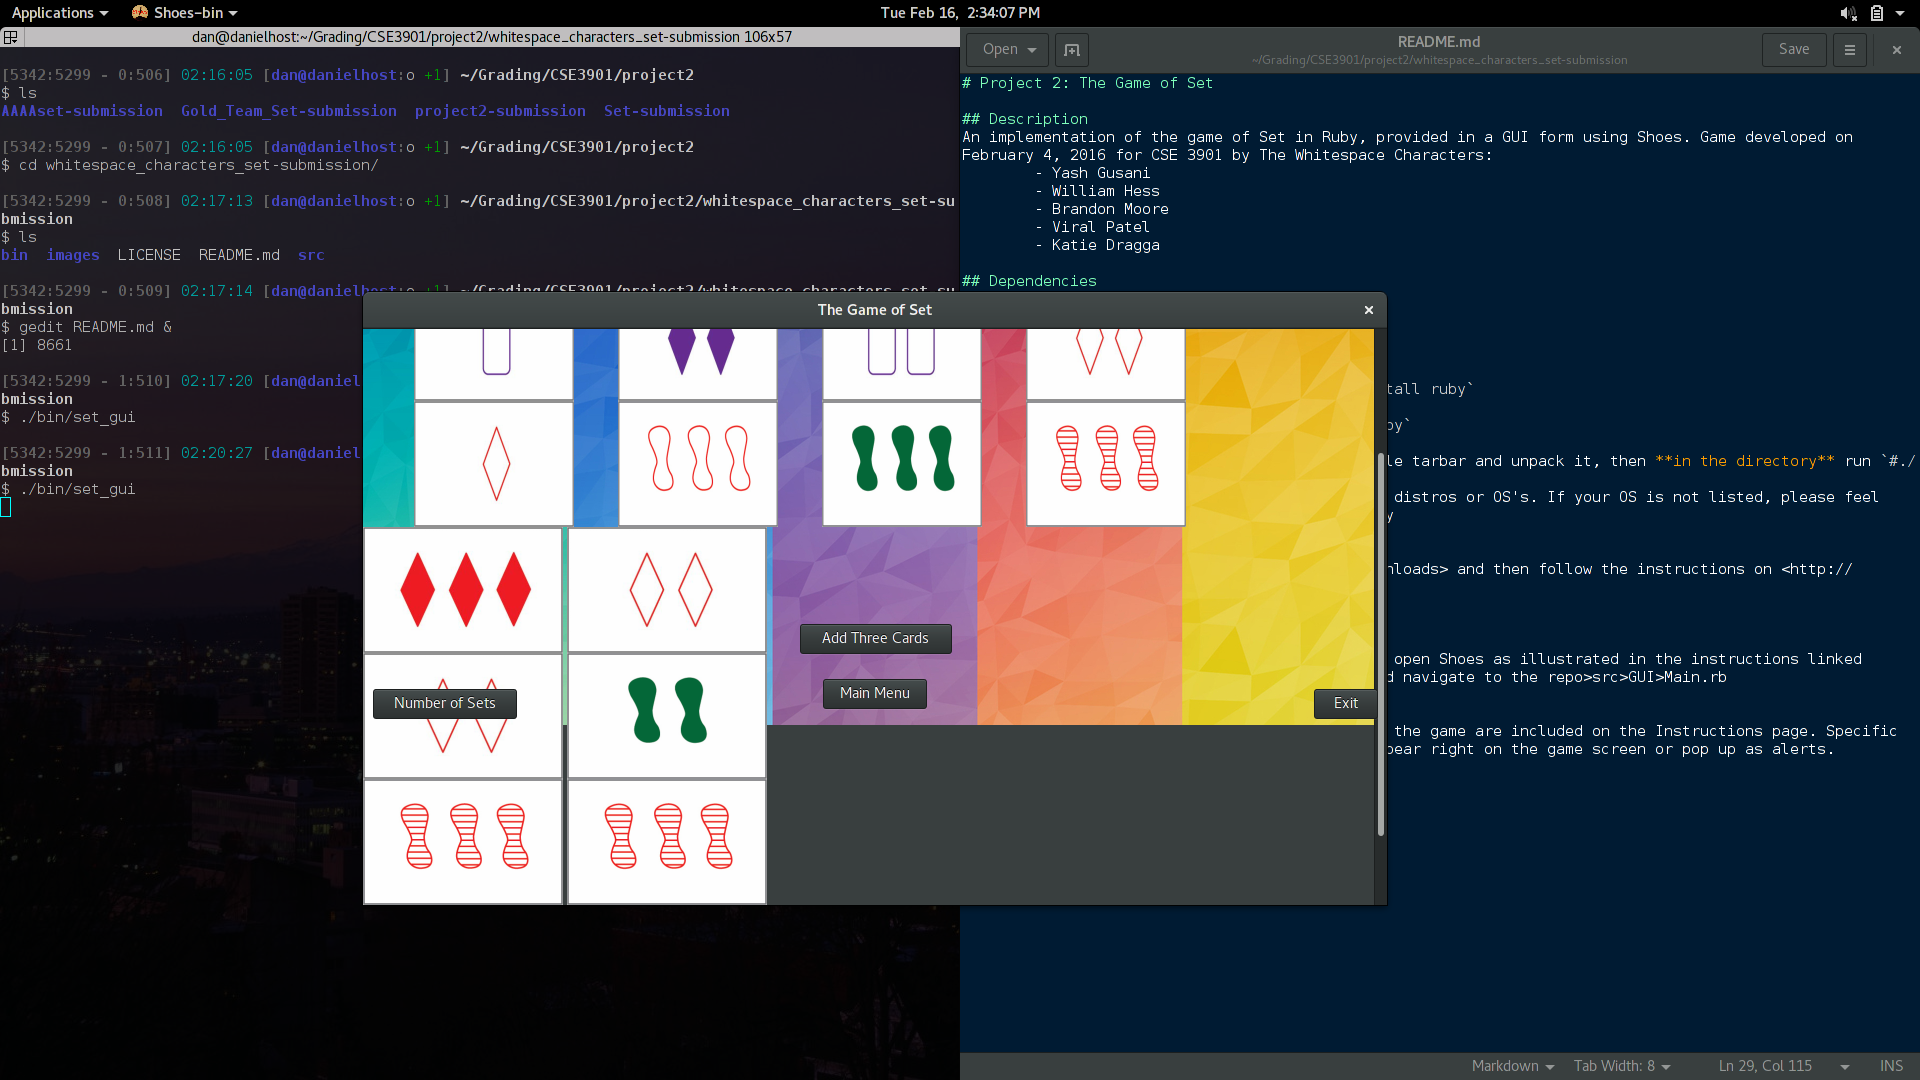 Applications
Shoes-bin
Tue Feb 16,  2:34:07 PM
dan@danielhost:~/Grading/CSE3901/project2/whitespace_characters_set-submission 106x57
[5342:5299 - 0:506] 02:16:05 [dan@danielhost:o +1] ~/Grading/CSE3901/project2
$ ls
AAAAset-submission  Gold_Team_Set-submission  project2-submission  Set-submission
[5342:5299 - 0:507] 02:16:05 [dan@danielhost:o +1] ~/Grading/CSE3901/project2
$ cd whitespace_characters_set-submission/
[5342:5299 - 0:508] 02:17:13 [dan@danielhost:o +1] ~/Grading/CSE3901/project2/whitespace_characters_set-su
bmission
$ ls
bin  images  LICENSE  README.md  src
[5342:5299 - 0:509] 02:17:14 [dan@danielhost:o +1] ~/Grading/CSE3901/project2/whitespace_characters_set-su
bmission
$ gedit README.md &
[1] 8661
[5342:5299 - 1:510] 02:17:20 [dan@daniel
bmission
$ ./bin/set_gui
[5342:5299 - 1:511] 02:20:27 [dan@daniel
bmission
$ ./bin/set_gui
Open
README.md
~/Grading/CSE3901/project2/whitespace_characters_set-submission
Save
# Project 2: The Game of Set
## Description
An implementation of the game of Set in Ruby, provided in a GUI form using Shoes. Game developed on
February 4, 2016 for CSE 3901 by The Whitespace Characters:
- Yash Gusani
- William Hess
- Brandon Moore
- Viral Patel
- Katie Dragga
## Dependencies
tall ruby`
by`
le tarbar and unpack it, then **in the directory** run `#./
distros or OS's. If your OS is not listed, please feel
y
nloads> and then follow the instructions on <http://
open Shoes as illustrated in the instructions linked
d navigate to the repo>src>GUI>Main.rb
the game are included on the Instructions page. Specific
pear right on the game screen or pop up as alerts.
The Game of Set
Add Three Cards
Main Menu
Number of Sets
Exit
Markdown
Tab Width: 8
Ln 29, Col 115
INS